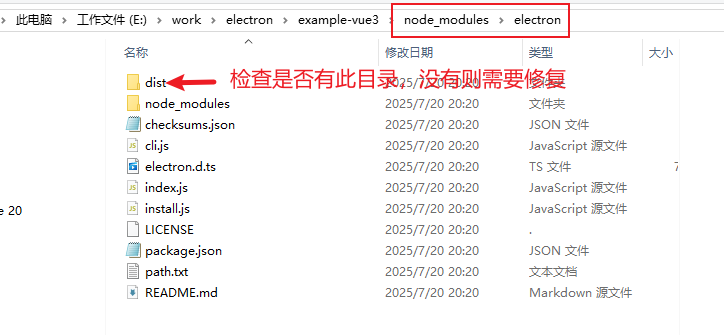 此电脑 > 工作文件 (E:) > work > electron > example-vue3 > node_modules > electron
名称 修改日期 类型 大小
dist 2025/7/20 20:20 文件夹
检查是否有此目录，没有则需要修复
node_modules 2025/7/20 20:20 文件夹
checksums.json 2025/7/20 20:20 JSON 文件
cli.js 2025/7/20 20:20 JavaScript 源文件
electron.d.ts 2025/7/20 20:20 TS 文件 7
index.js 2025/7/20 20:20 JavaScript 源文件
install.js 2025/7/20 20:20 JavaScript 源文件
e 20
LICENSE 2025/7/20 20:20 .
package.json 2025/7/20 20:20 JSON 文件
path.txt 2025/7/20 20:20 文本文档
README.md 2025/7/20 20:20 Markdown 源文件